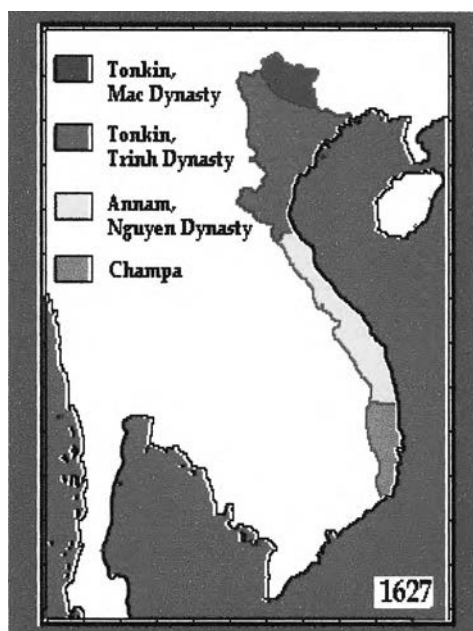 Tonkin,
Mac Dynasty
Tonkin,
Trinh Dynasty
Annam,
Nguyen Dynasty
Champa
1627